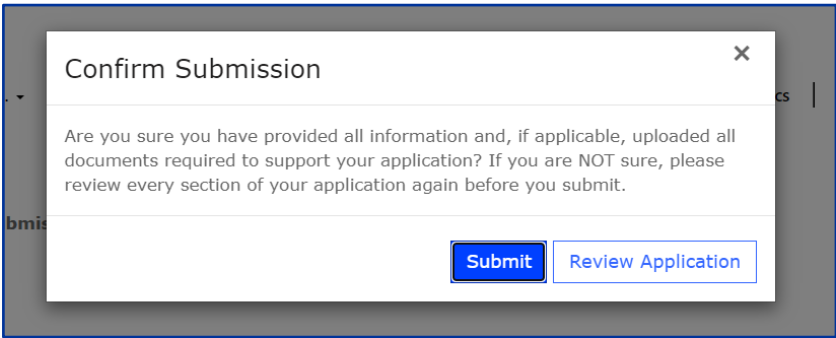 Confirm Submission
×
cs
Are you sure you have provided all information and, if applicable, uploaded all
documents required to support your application? If you are NOT sure, please
review every section of your application again before you submit.
bmis
Submit
Review Application